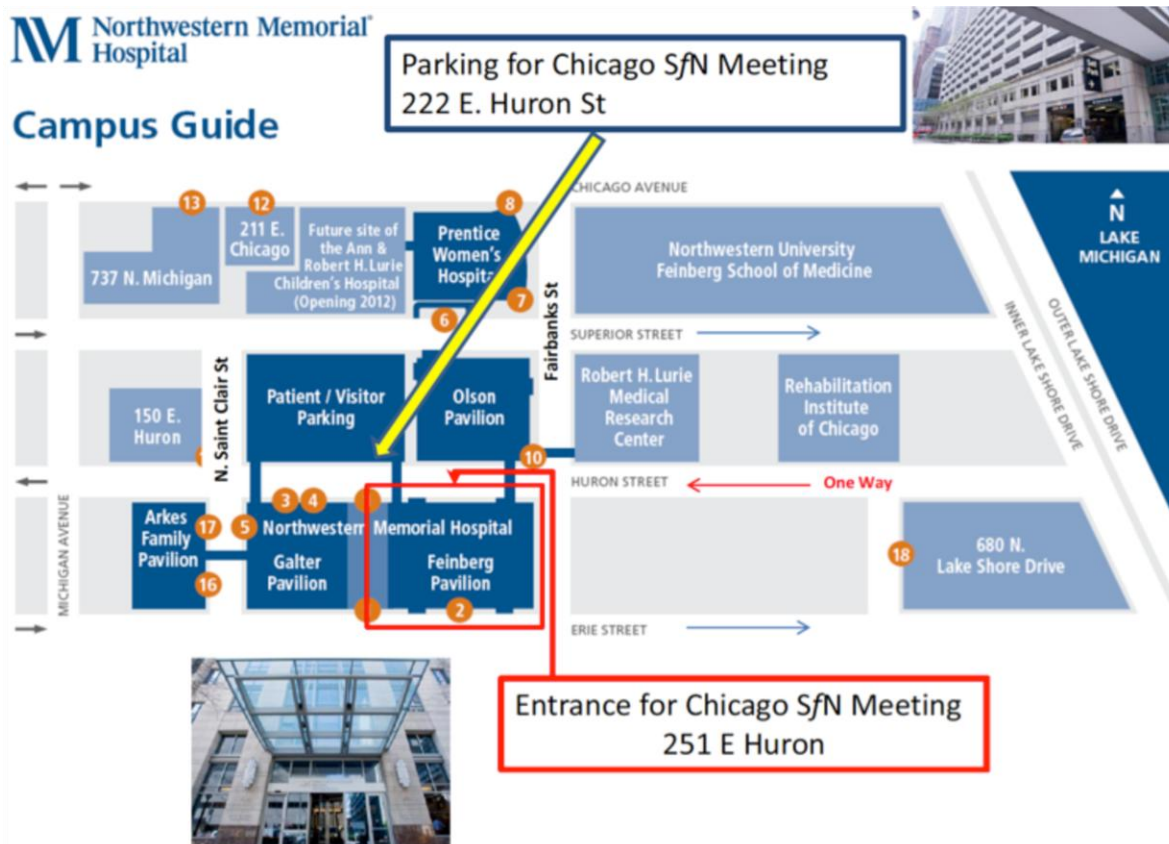 Northwestern Memorial®
Hospital
Campus Guide
Parking for Chicago SfN Meeting
222 E. Huron St
CHICAGO AVENUE
13
12
8
737 N. Michigan
211 E.
Chicago
Future site of
the Ann &
Robert H. Lurie
Children's Hospital
(Opening 2012)
Prentice
Women's
Hospital
7
6
Northwestern University
Feinberg School of Medicine
N
LAKE
MICHIGAN
INNER LAKE SHORE DRIVE
OUTER LAKE SHORE DRIVE
Fairbanks St
SUPERIOR STREET
N. Saint Clair St
150 E.
Huron
Patient / Visitor
Parking
Olson
Pavilion
10
Robert H. Lurie
Medical
Research
Center
Rehabilitation
Institute
of Chicago
HURON STREET
One Way
MICHIGAN AVENUE
Arkes
Family
Pavilion
17
16
5
3
4
Northwestern Memorial Hospital
Galter
Pavilion
Feinberg
Pavilion
2
18
680 N.
Lake Shore Drive
ERIE STREET
Entrance for Chicago SfN Meeting
251 E Huron